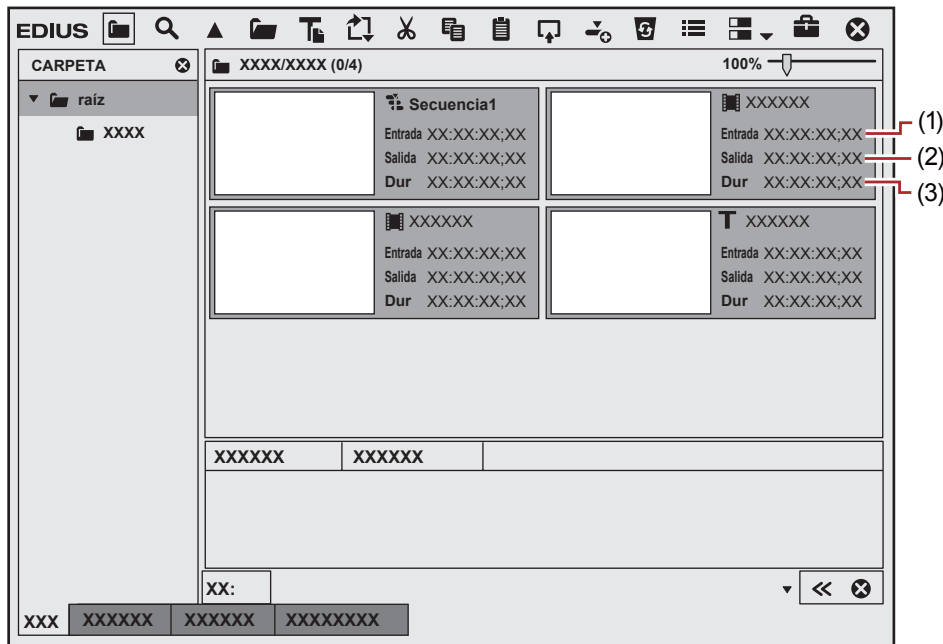 EDIUS
CARPETA
XXXX/XXXX (0/4)
100%
raíz
XXXX
Secuencia1
Entrada XX:XX:XX;XX
Salida XX:XX:XX;XX
Dur XX:XX:XX;XX
XXXXXX
Entrada XX:XX:XX;XX
Salida XX:XX:XX;XX
Dur XX:XX:XX;XX
(1)
(2)
(3)
XXXXXX
Entrada XX:XX:XX;XX
Salida XX:XX:XX;XX
Dur XX:XX:XX;XX
T XXXXXX
Entrada XX:XX:XX;XX
Salida XX:XX:XX;XX
Dur XX:XX:XX;XX
XXXXXX XXXXXX
XX:
XXX XXXXXX XXXXXX XXXXXXXX